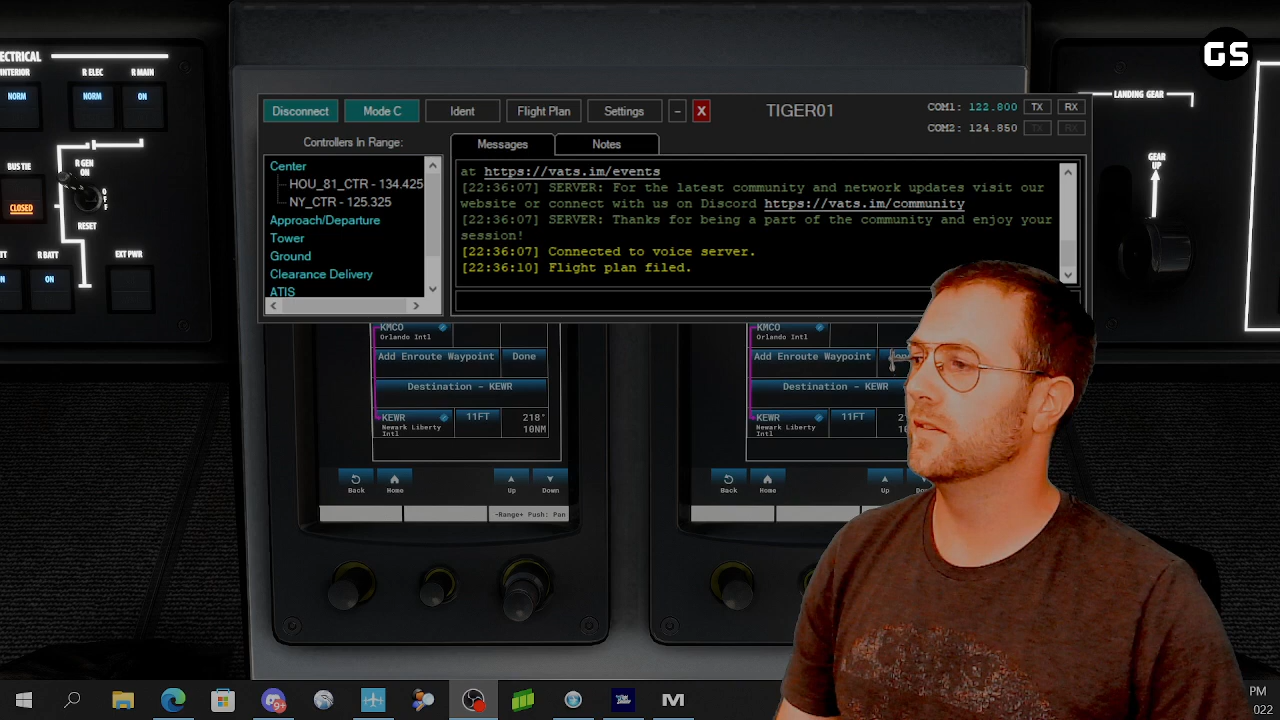 GS
ECTRICAL
INTERIOR
R ELEC
R MAIN
NORM
NORM
ON
BUS TIE
R GEN
ON
OFF
CLOSED
RESET
R BATT
EXT PWR
ON
LANDING GEAR
GEAR
UP
Disconnect
Mode C
Ident
Flight Plan
Settings
–
X
TIGER01
COM1: 122.800
TX
RX
COM2: 124.850
TX
RX
Controllers In Range:
Center
HOU_81_CTR - 134.425
NY_CTR - 125.325
Approach/Departure
Tower
Ground
Clearance Delivery
ATIS
Messages
Notes
at https://vats.im/events
[22:36:07] SERVER: For the latest community and network updates visit our
website or connect with us on Discord https://vats.im/community
[22:36:07] SERVER: Thanks for being a part of the community and enjoy your
session!
[22:36:07] Connected to voice server.
[22:36:10] Flight plan filed.
KMCO
Orlando Intl
Add Enroute Waypoint
Done
Destination - KEWR
KEWR
Newark Liberty
Intl
11FT
218°
10NM
Back
Home
Up
Down
-Range+ Push: Pan
KMCO
Orlando Intl
Add Enroute Waypoint
Destination - KEWR
KEWR
Newark Liberty
Intl
11FT
Back
Home
Up
PM
022